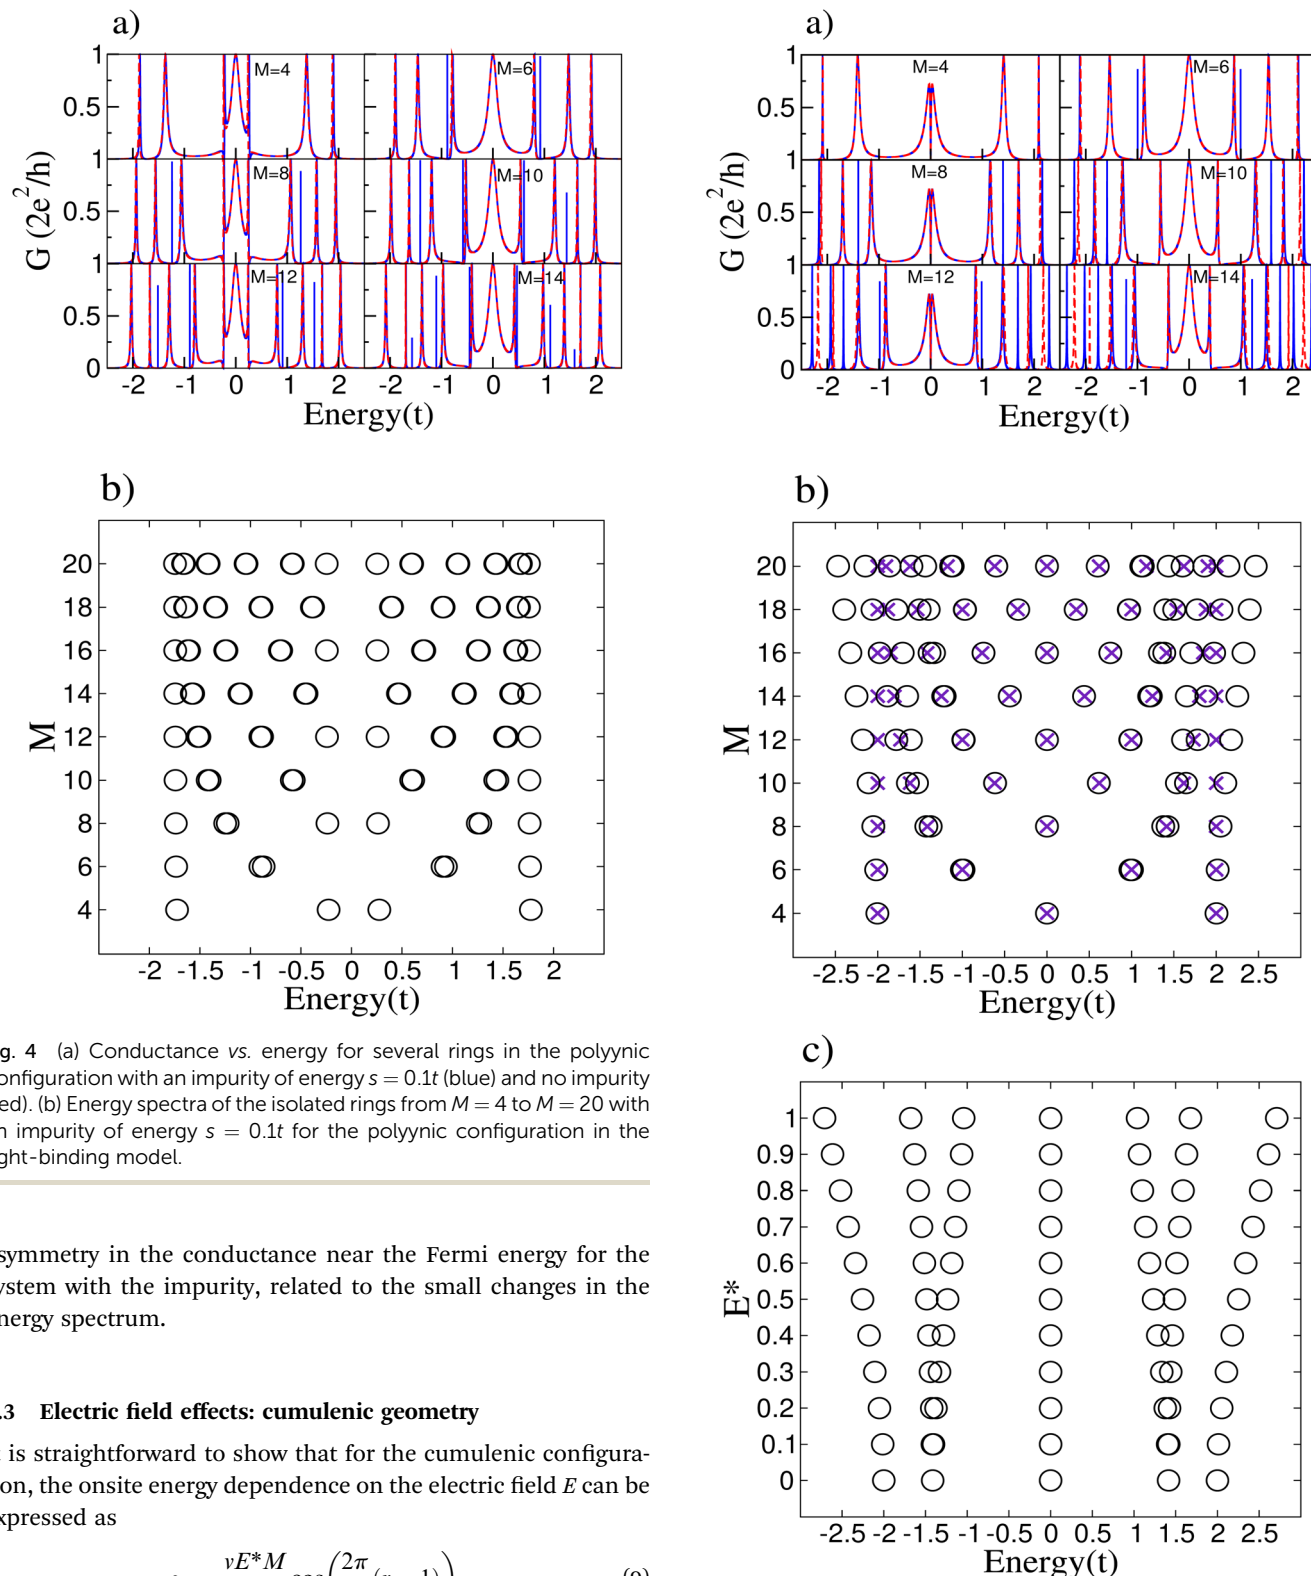 a)
1
0.5
1
0.5
1
0.5
0
G (2e²/h)
M=4
M=6
M=8
M=10
M=12
M=14
-2 -1 0 1 2 -2 -1 0 1 2
Energy(t)
b)
20
18
16
14
12
10
8
6
4
M
-2 -1.5 -1 -0.5 0 0.5 1 1.5 2
Energy(t)
g. 4 (a) Conductance vs. energy for several rings in the polyynic
onfiguration with an impurity of energy s = 0.1t (blue) and no impurity
ed). (b) Energy spectra of the isolated rings from M = 4 to M = 20 with
n impurity of energy s = 0.1t for the polyynic configuration in the
ght-binding model.
symmetry in the conductance near the Fermi energy for the
ystem with the impurity, related to the small changes in the
nergy spectrum.
.3 Electric field effects: cumulenic geometry
t is straightforward to show that for the cumulenic configura-
on, the onsite energy dependence on the electric field E can be
xpressed as
νE*M
a)
1
0.5
1
0.5
1
0.5
0
G (2e²/h)
M=4
M=6
M=8
M=10
M=12
M=14
-2 -1 0 1 2 -2 -1 0 1 2
Energy(t)
b)
20
18
16
14
12
10
8
6
4
M
-2.5 -2 -1.5 -1 -0.5 0 0.5 1 1.5 2 2.5
Energy(t)
c)
1
0.9
0.8
0.7
0.6
0.5
0.4
0.3
0.2
0.1
0
E*
-2.5 -2 -1.5 -1 -0.5 0 0.5 1 1.5 2 2.5
Energy(t)